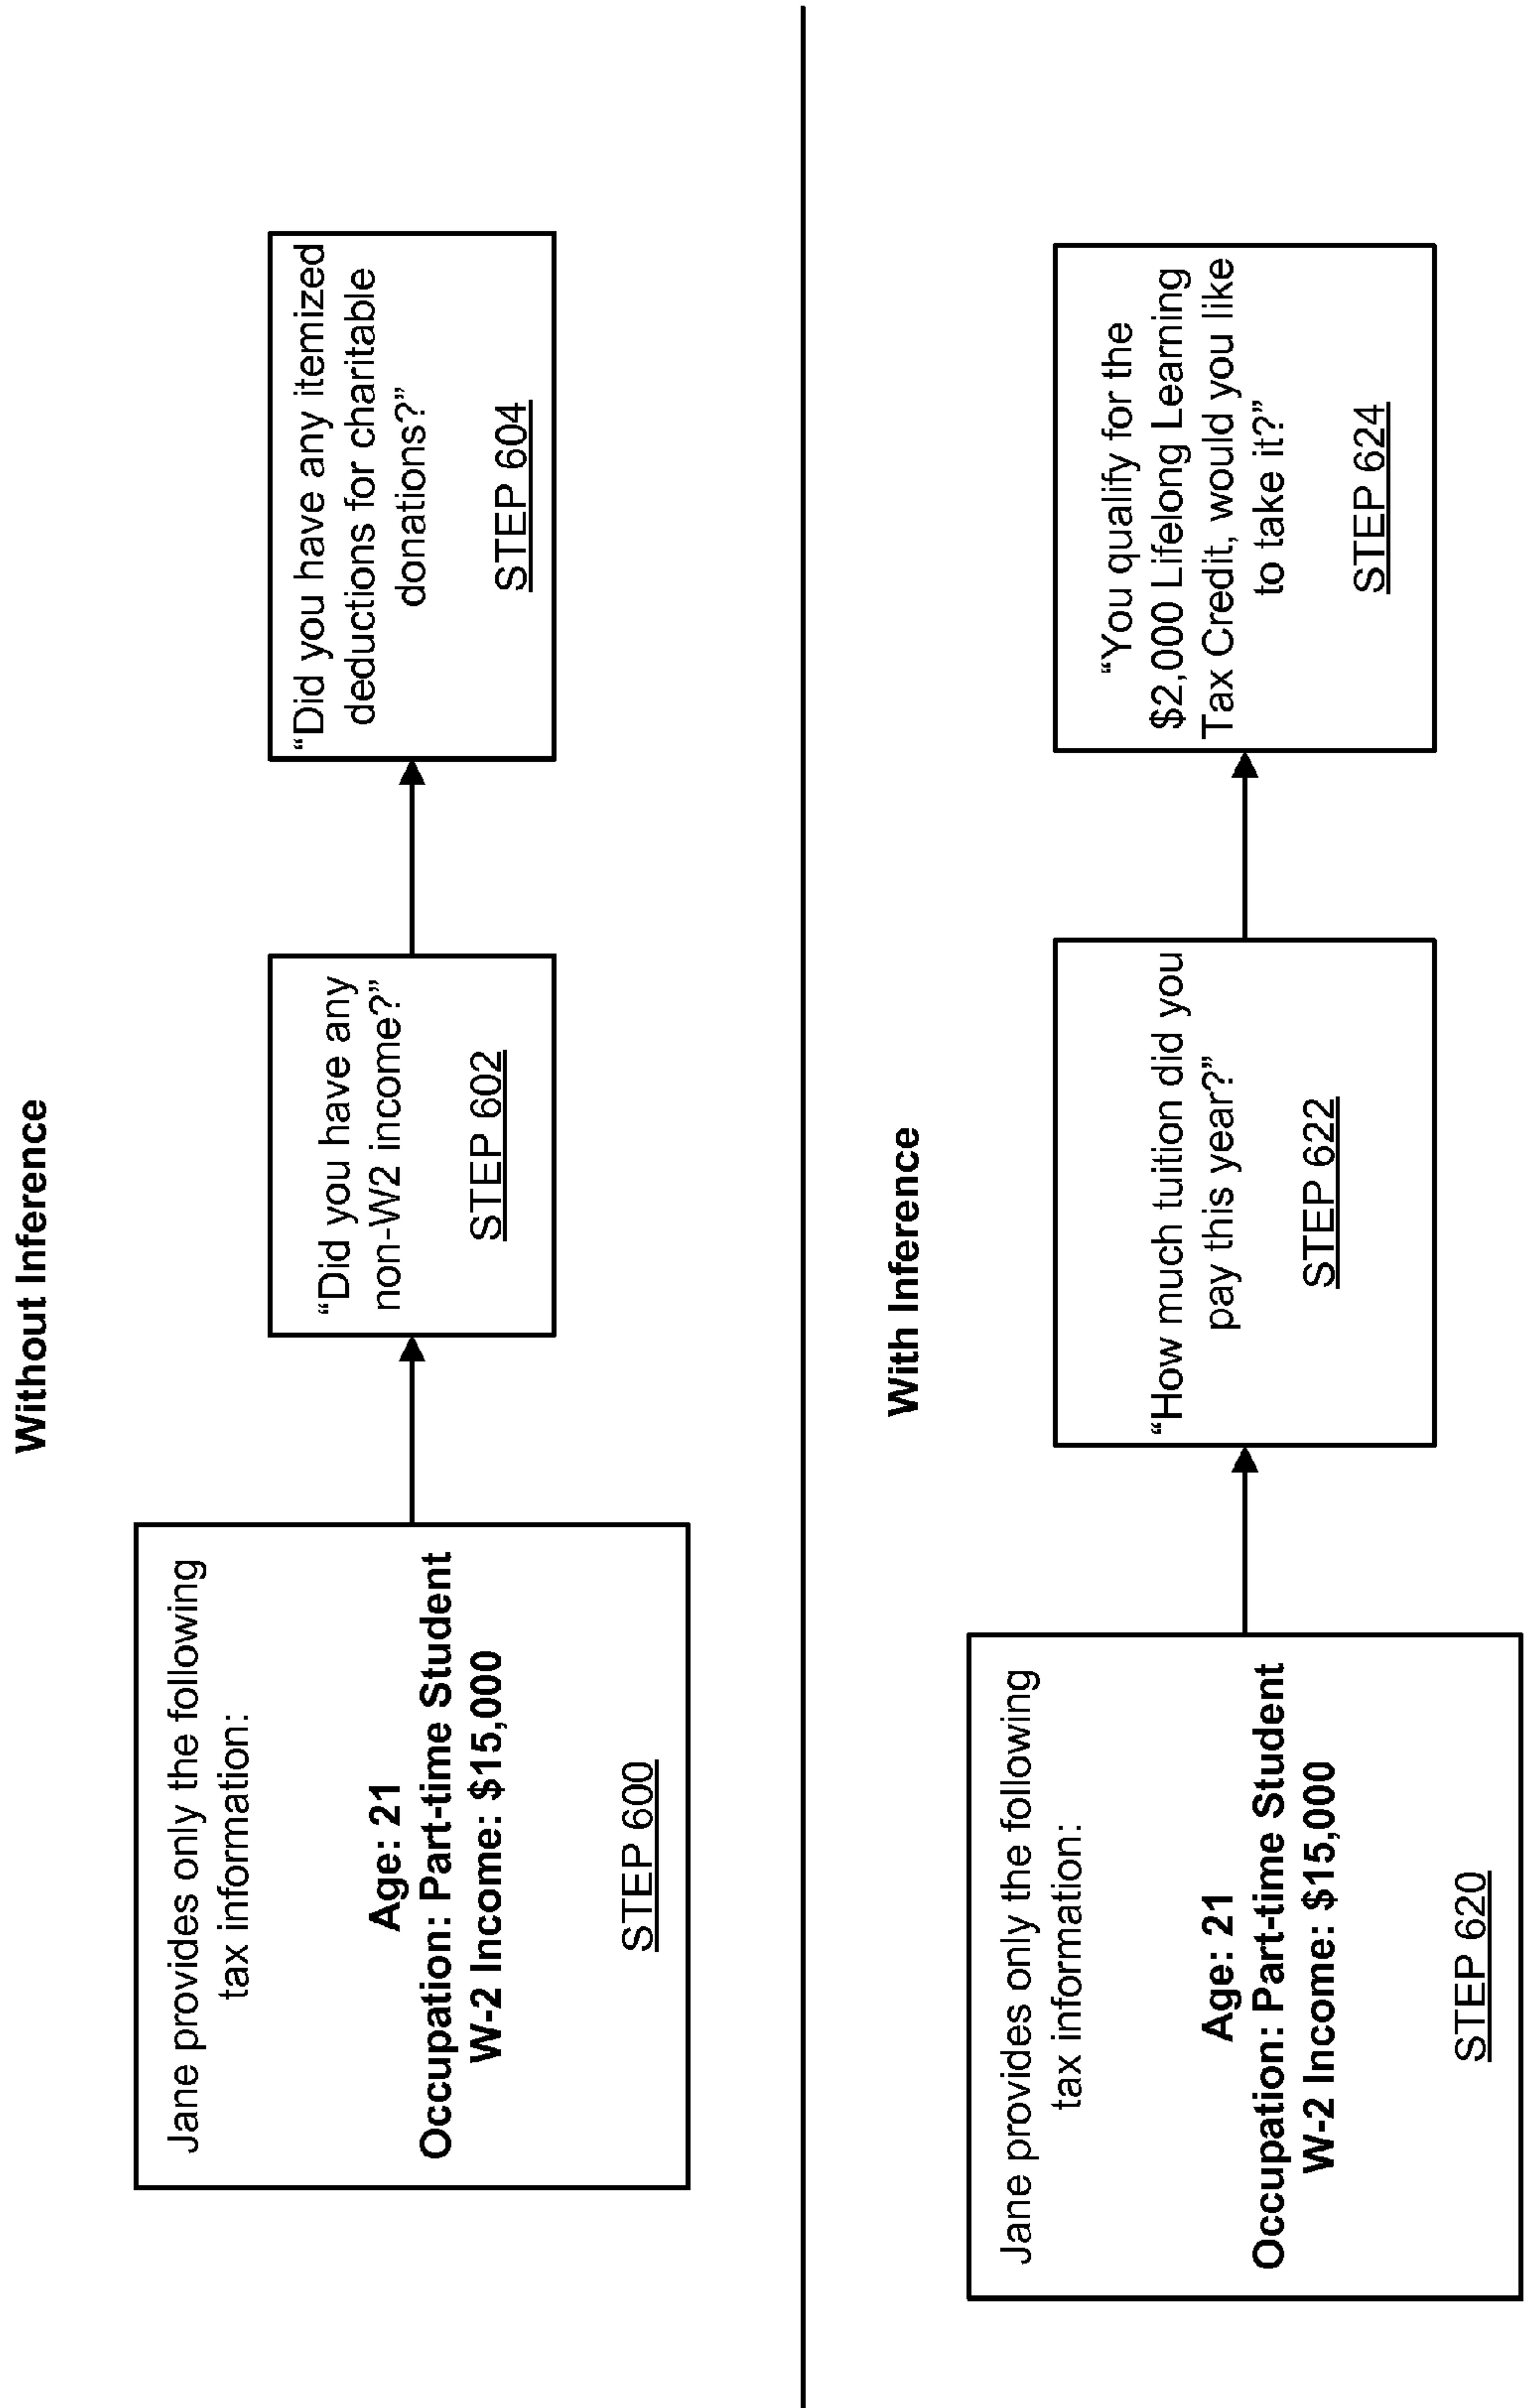 Without Inference
Jane provides only the following
tax information:
Age: 21
Occupation: Part-time Student
W-2 Income: $15,000
STEP 600
“Did you have any
non-W2 income?”
STEP 602
“Did you have any itemized
deductions for charitable
donations?”
STEP 604
With Inference
Jane provides only the following
tax information:
Age: 21
Occupation: Part-time Student
W-2 Income: $15,000
STEP 620
“How much tuition did you
pay this year?”
STEP 622
“You qualify for the
$2,000 Lifelong Learning
Tax Credit, would you like
to take it?”
STEP 624